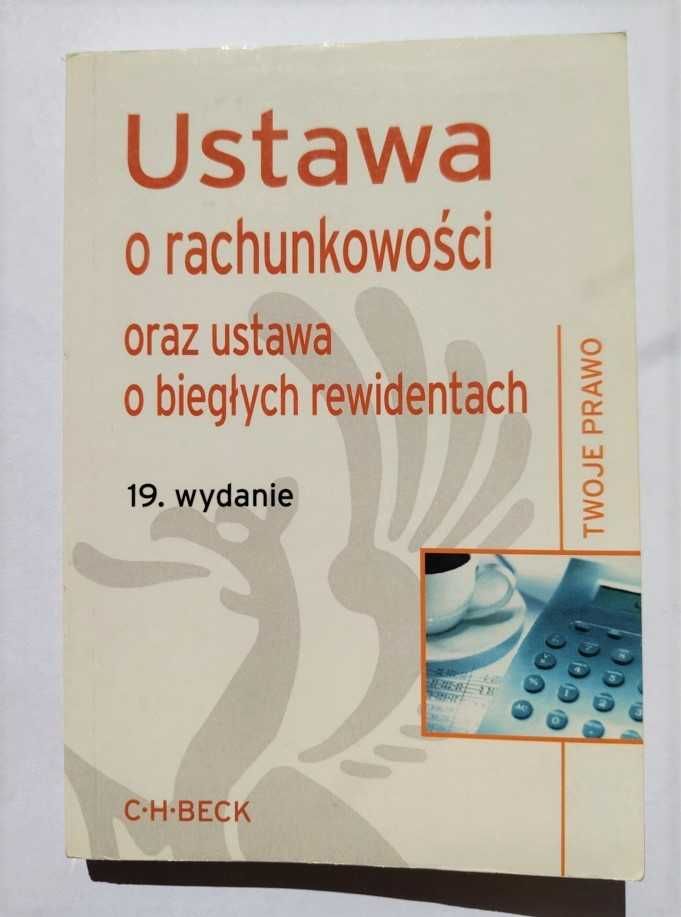 Ustawa
o rachunkowości
oraz ustawa
o biegłych rewidentach
19. wydanie
TWOJE PRAWO
C·H·BECK